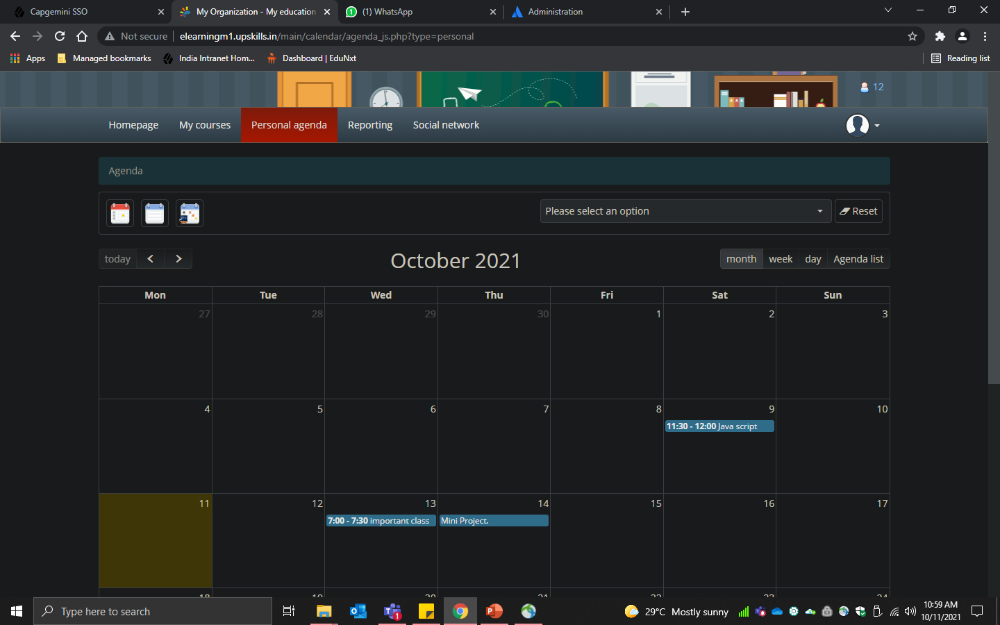 Capgemini SSO
My Organization - My education
(1) WhatsApp
Administration
Not secure
elearningm1.upskills.in/main/calendar/agenda_js.php?type=personal
Apps
Managed bookmarks
India Intranet Hom...
Dashboard | EduNxt
Reading list
12
Homepage
My courses
Personal agenda
Reporting
Social network
Agenda
Please select an option
Reset
today
October 2021
month
week
day
Agenda list
Mon Tue Wed Thu Fri Sat Sun
27 28 29 30 1 2 3
4 5 6 7 8 9 10
11:30 - 12:00 Java script
11 12 13 14 15 16 17
7:00 - 7:30 important class
Mini Project.
18 19 20 21 22 23 24
Type here to search
1
29°C Mostly sunny
10:59 AM
10/11/2021